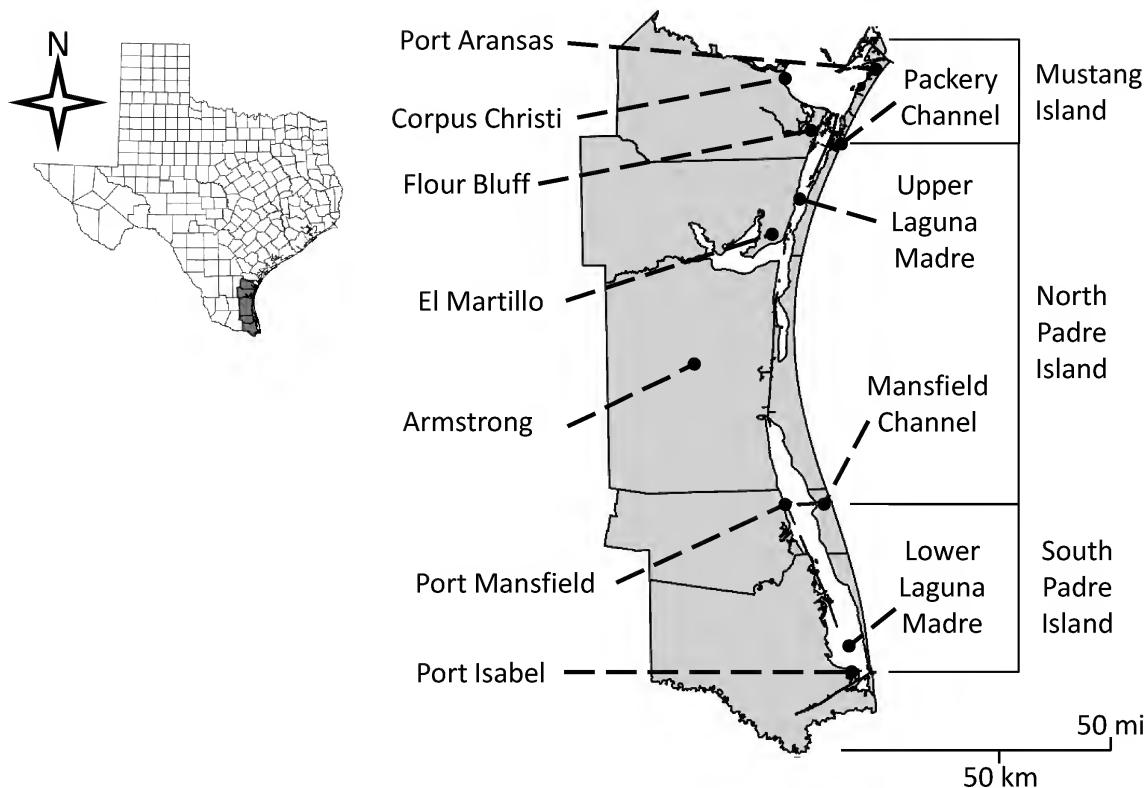 N
Port Aransas
Corpus Christi
Flour Bluff
El Martillo
Armstrong
Port Mansfield
Port Isabel
Packery
Channel
Upper
Laguna
Madre
Mansfield
Channel
Lower
Laguna
Madre
Mustang
Island
North
Padre
Island
South
Padre
Island
50 mi
50 km